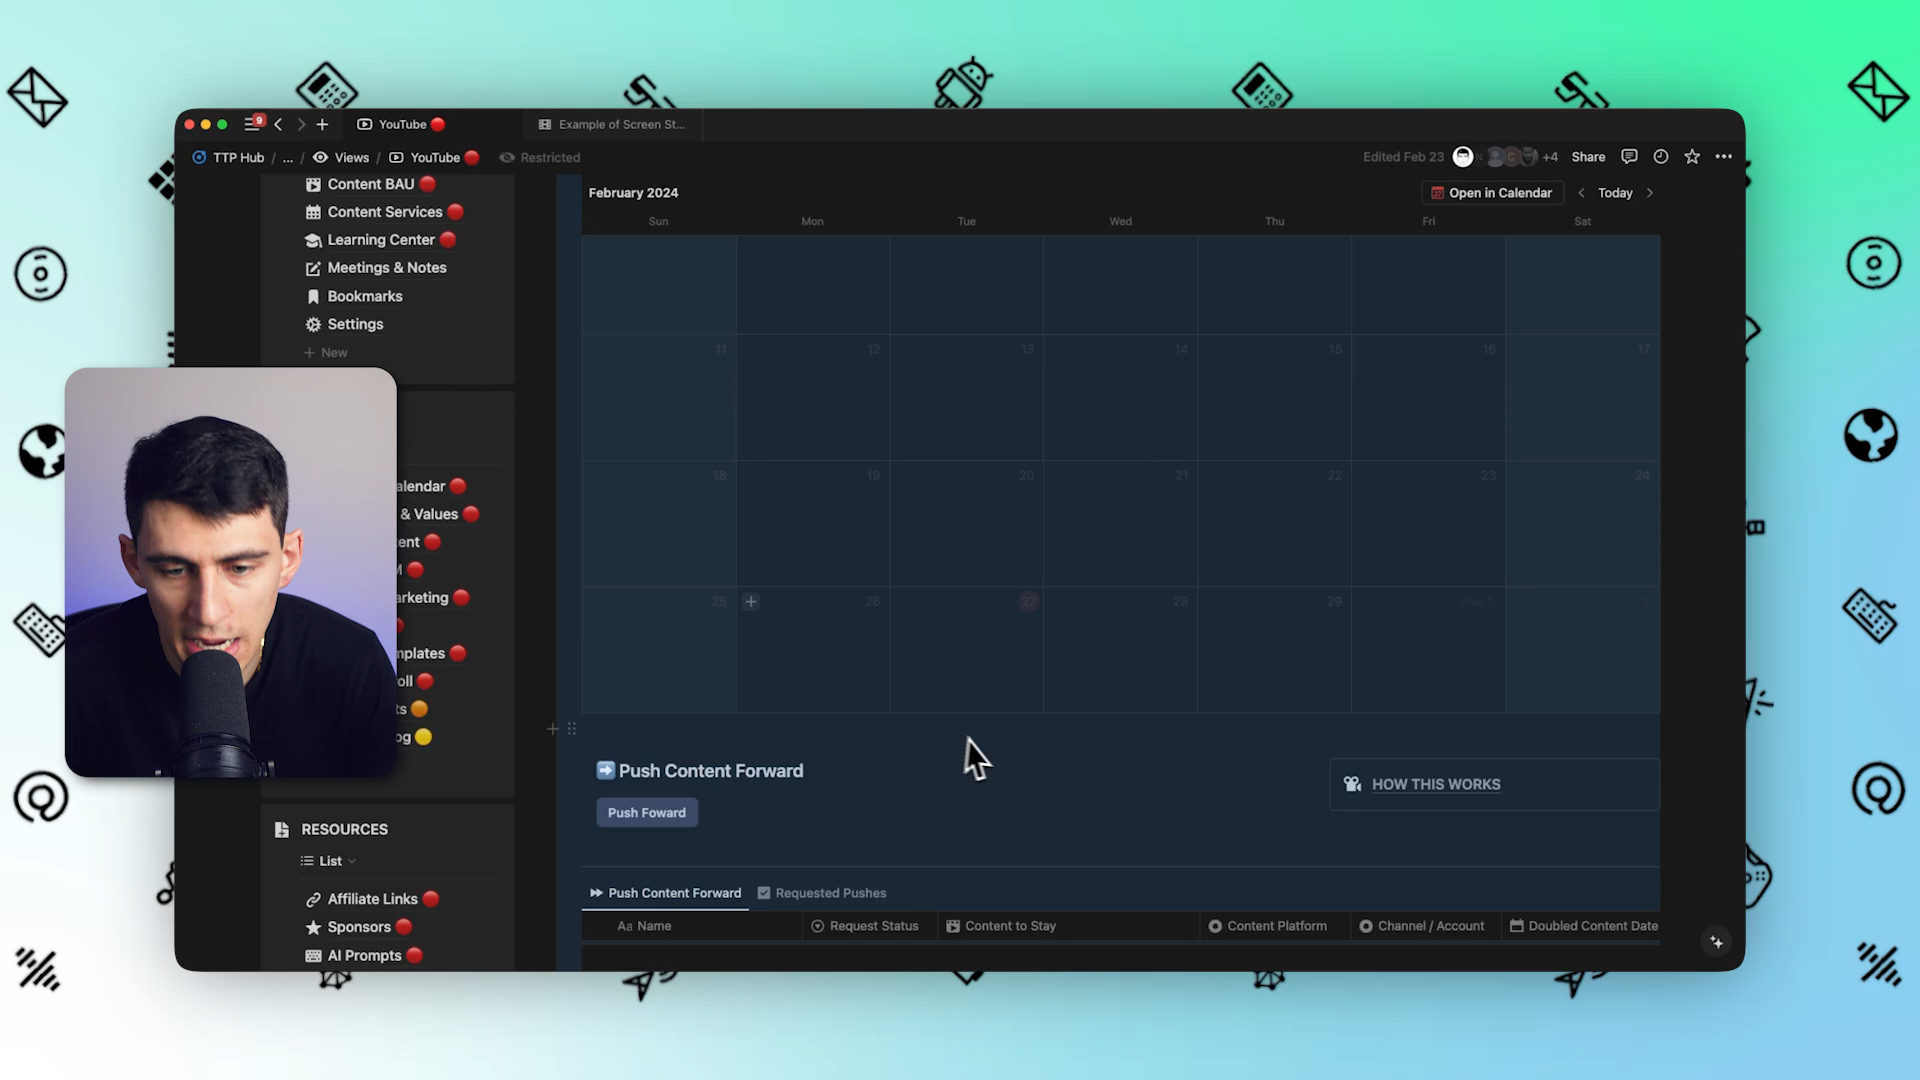 9
YouTube
Example of Screen St...
TTP Hub / ... / Views / YouTube
Restricted
Edited Feb 23
C
+4
Share
Content BAU
Content Services
Learning Center
Meetings & Notes
Bookmarks
Settings
New
alendar
& Values
ent
arketing
nplates
oll
ts
og
RESOURCES
List
Affiliate Links
Sponsors
AI Prompts
February 2024
Open in Calendar
Today
Sun Mon Tue Wed Thu Fri Sat
11 12 13 14 15 16 17
18 19 20 21 22 23 24
25 26 27 28 29
Push Content Forward
Push Foward
HOW THIS WORKS
Push Content Forward
Requested Pushes
Aa Name
Request Status
Content to Stay
Content Platform
Channel / Account
Doubled Content Date